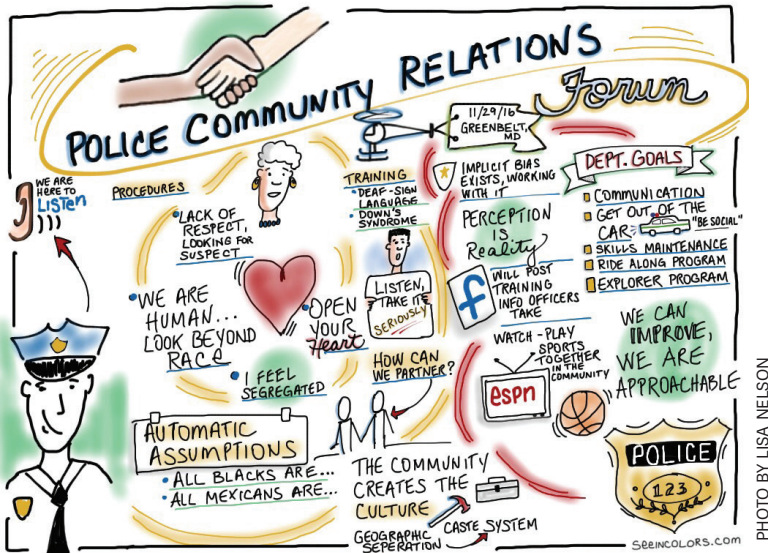 POLICE COMMUNITY RELATIONS
Forum
11/29/16
GREENBELT,
MD
WE ARE
HERE TO
LISTEN
PROCEDURES
LACK OF
RESPECT,
LOOKING FOR
SUSPECT
WE ARE
HUMAN...
LOOK BEYOND
RACE
OPEN
YOUR
Heart
I FEEL
SEGREGATED
AUTOMATIC
ASSUMPTIONS
ALL BLACKS ARE...
ALL MEXICANS ARE...
TRAINING
DEAF-SIGN
LANGUAGE
DOWN'S
SYNDROME
LISTEN,
TAKE IT
SERIOUSLY
HOW CAN
WE PARTNER?
THE COMMUNITY
CREATES THE
CULTURE
GEOGRAPHIC
SEPERATION
CASTE SYSTEM
IMPLICIT BIAS
EXISTS, WORKING
WITH IT
PERCEPTION
IS
Reality
f
WILL POST
TRAINING
INFO OFFICERS
TAKE
WATCH-PLAY
SPORTS
TOGETHER
IN THE
COMMUNITY
espn
DEPT. GOALS
COMMUNICATION
GET OUT OF THE
CAR "BE SOCIAL"
SKILLS MAINTENANCE
RIDE ALONG PROGRAM
EXPLORER PROGRAM
WE CAN
IMPROVE,
WE ARE
APPROACHABLE
POLICE
123
SEEINCOLORS.COM
PHOTO BY LISA NELSON